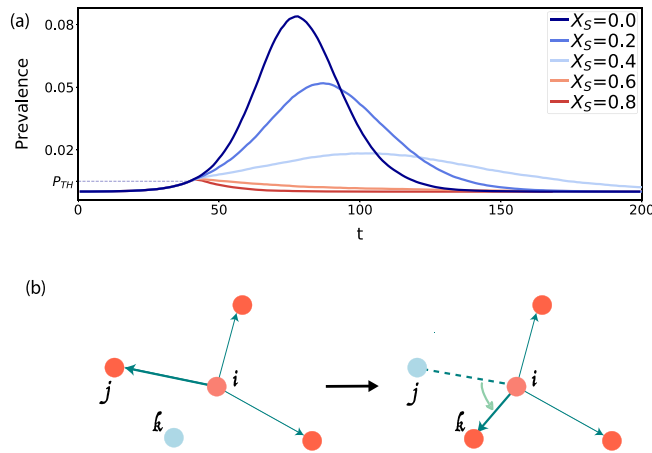 (a)
Prevalence
0.08
0.05
0.02
P_TH
0
50
100
150
200
t
X_S=0.0
X_S=0.2
X_S=0.4
X_S=0.6
X_S=0.8
(b)
j
i
k
j
i
k